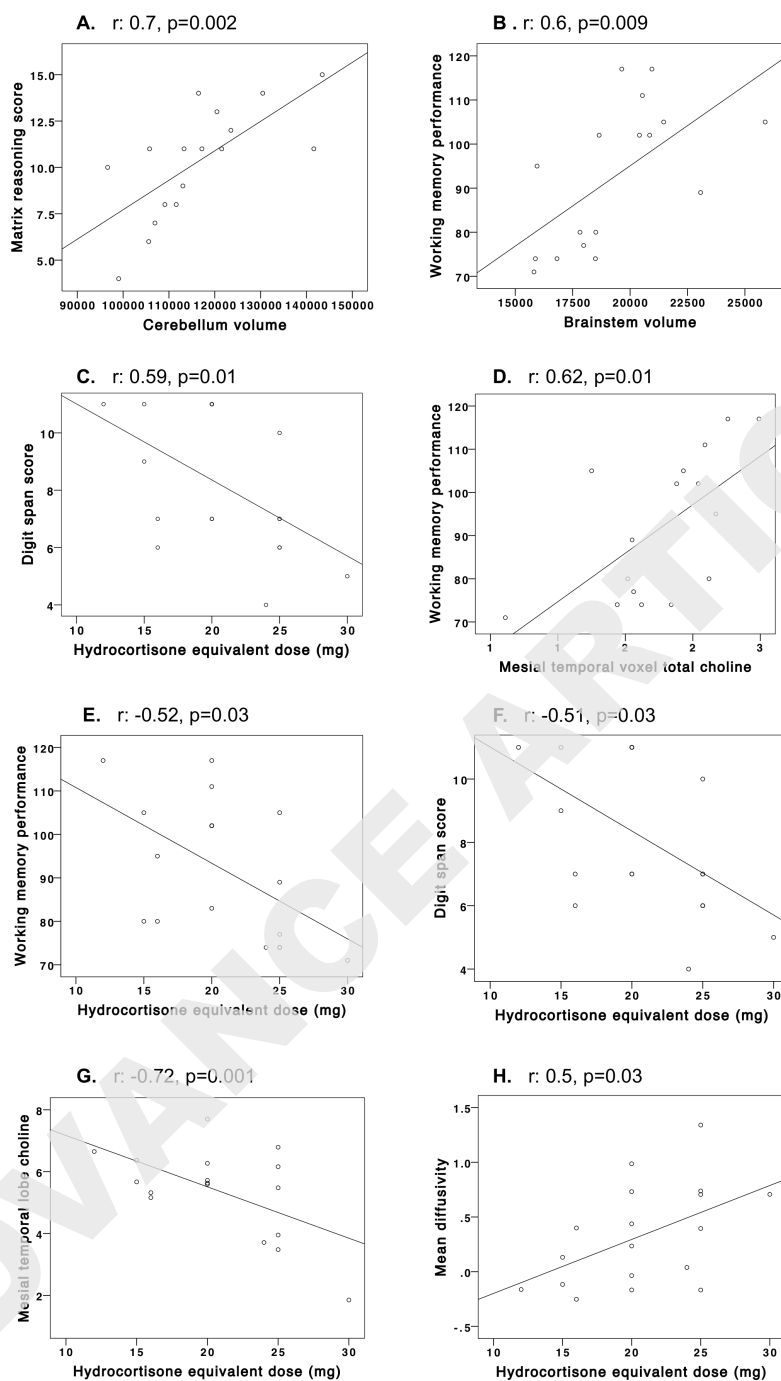 A. r: 0.7, p=0.002
Matrix reasoning score
15.0
12.5
10.0
7.5
5.0
90000 100000 110000 120000 130000 140000 150000
Cerebellum volume
B . r: 0.6, p=0.009
Working memory performance
120
110
100
90
80
70
15000 17500 20000 22500 25000
Brainstem volume
C. r: 0.59, p=0.01
Digit span score
10
8
6
4
10 15 20 25 30
Hydrocortisone equivalent dose (mg)
D. r: 0.62, p=0.01
Working memory performance
120
110
100
90
80
70
1 1 2 2 3
Mesial temporal voxel total choline
E. r: -0.52, p=0.03
Working memory performance
120
110
100
90
80
70
10 15 20 25 30
Hydrocortisone equivalent dose (mg)
F. r: -0.51, p=0.03
Digit span score
10
8
6
4
10 15 20 25 30
Hydrocortisone equivalent dose (mg)
G. r: -0.72, p=0.001
Mesial temporal lobe choline
8
6
4
2
10 15 20 25 30
Hydrocortisone equivalent dose (mg)
H. r: 0.5, p=0.03
Mean diffusivity
1.5
1.0
.5
.0
-.5
10 15 20 25 30
Hydrocortisone equivalent dose (mg)
DVANCE ARTIC